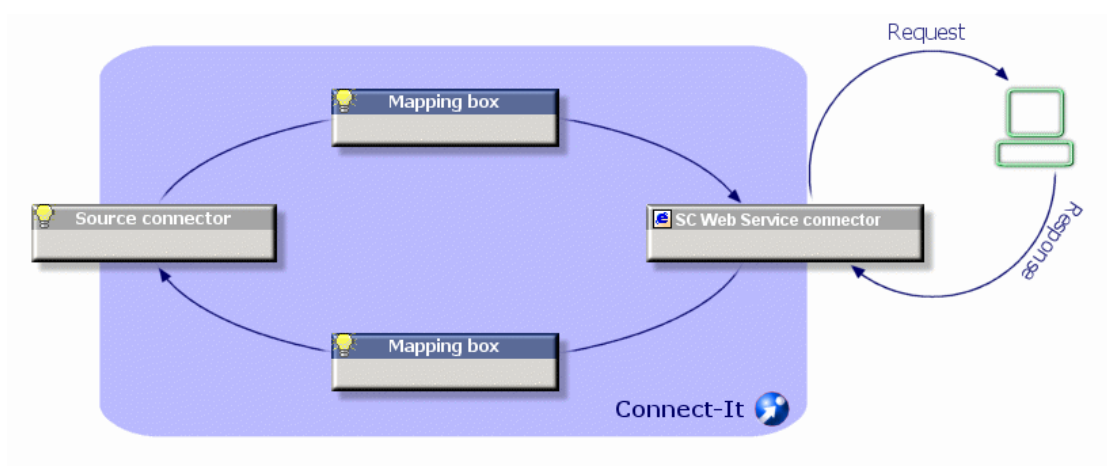 Request
Mapping box
Source connector
SC Web Service connector
Response
Mapping box
Connect-It